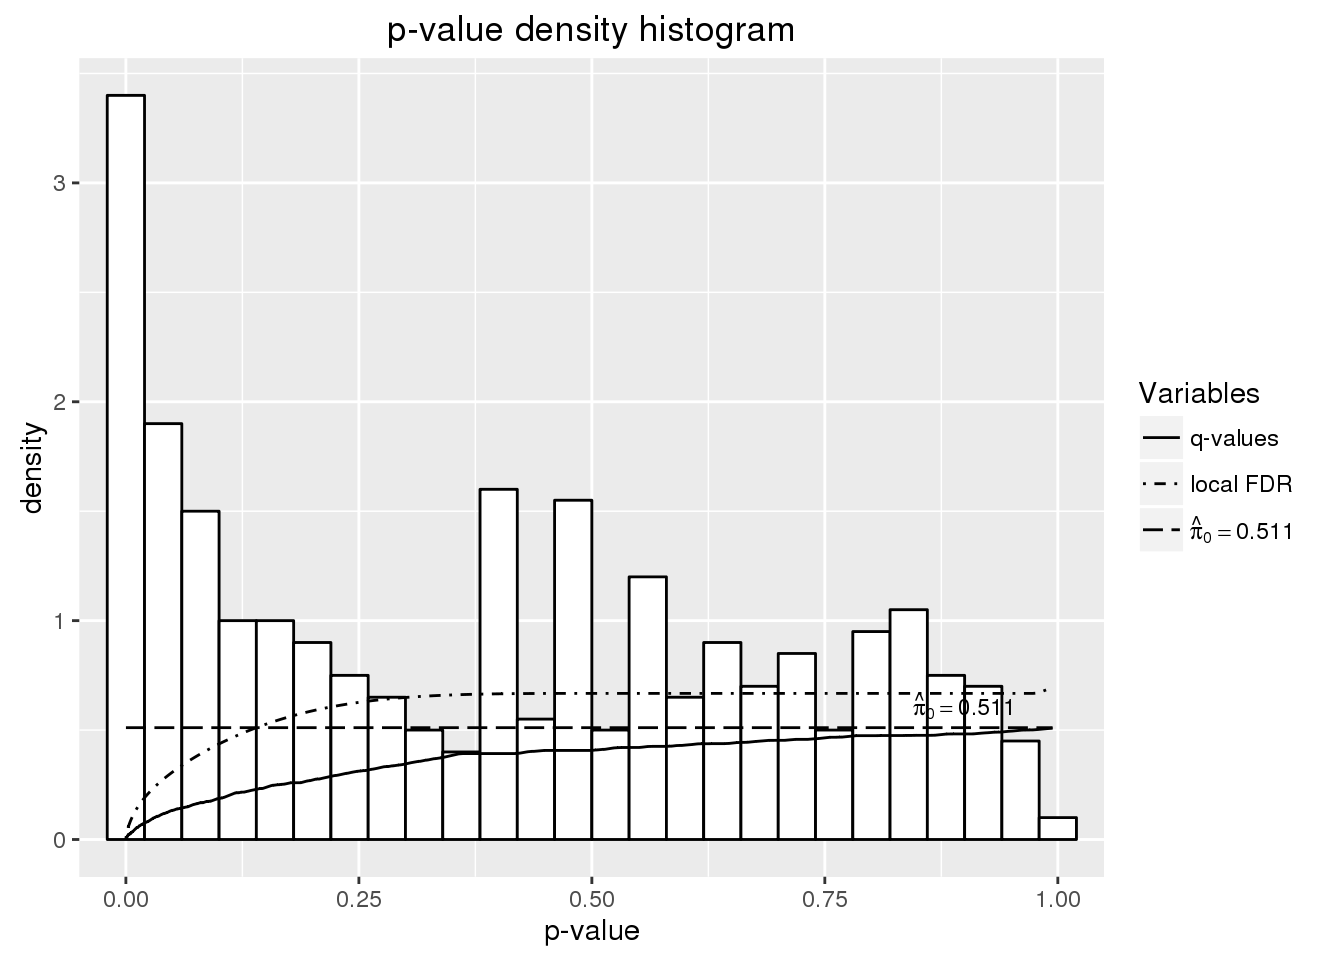 p-value density histogram
density
3
2
1
0
π̂₀ = 0.511
0.00 0.25 0.50 0.75 1.00
p-value
Variables
q-values
local FDR
π̂₀ = 0.511